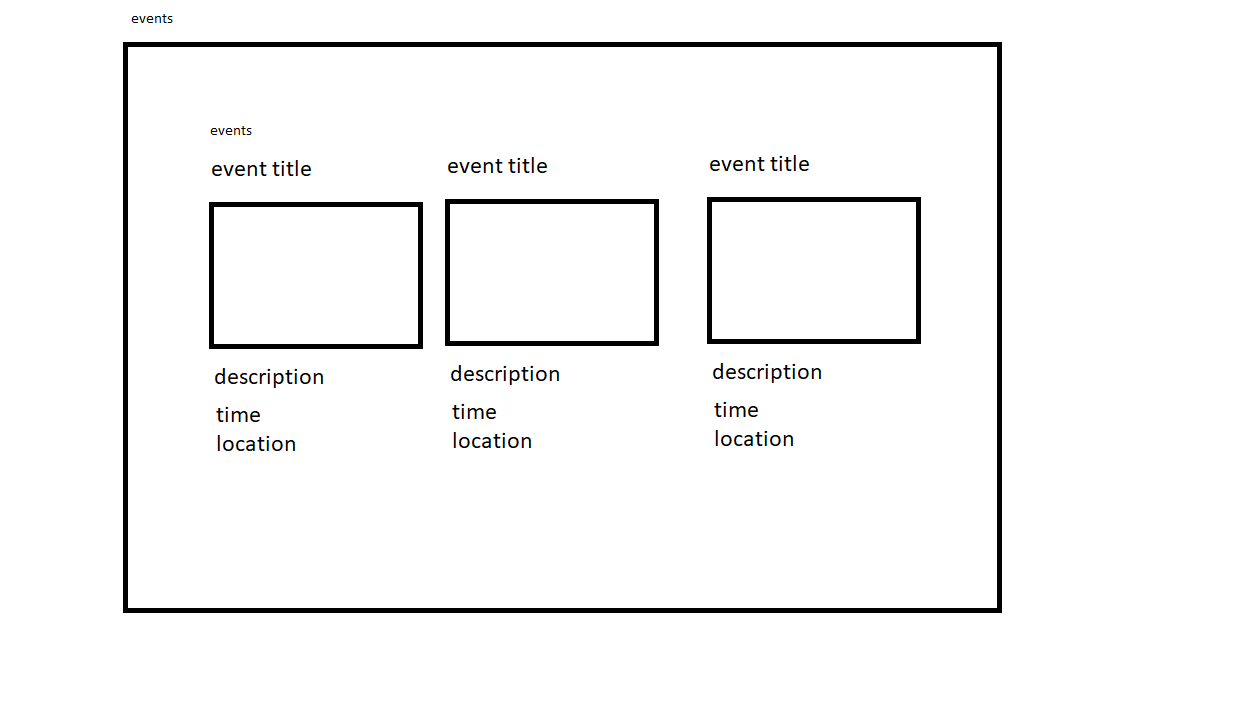 events
events
event title
event title
event title
description
description
description
time
time
time
location
location
location